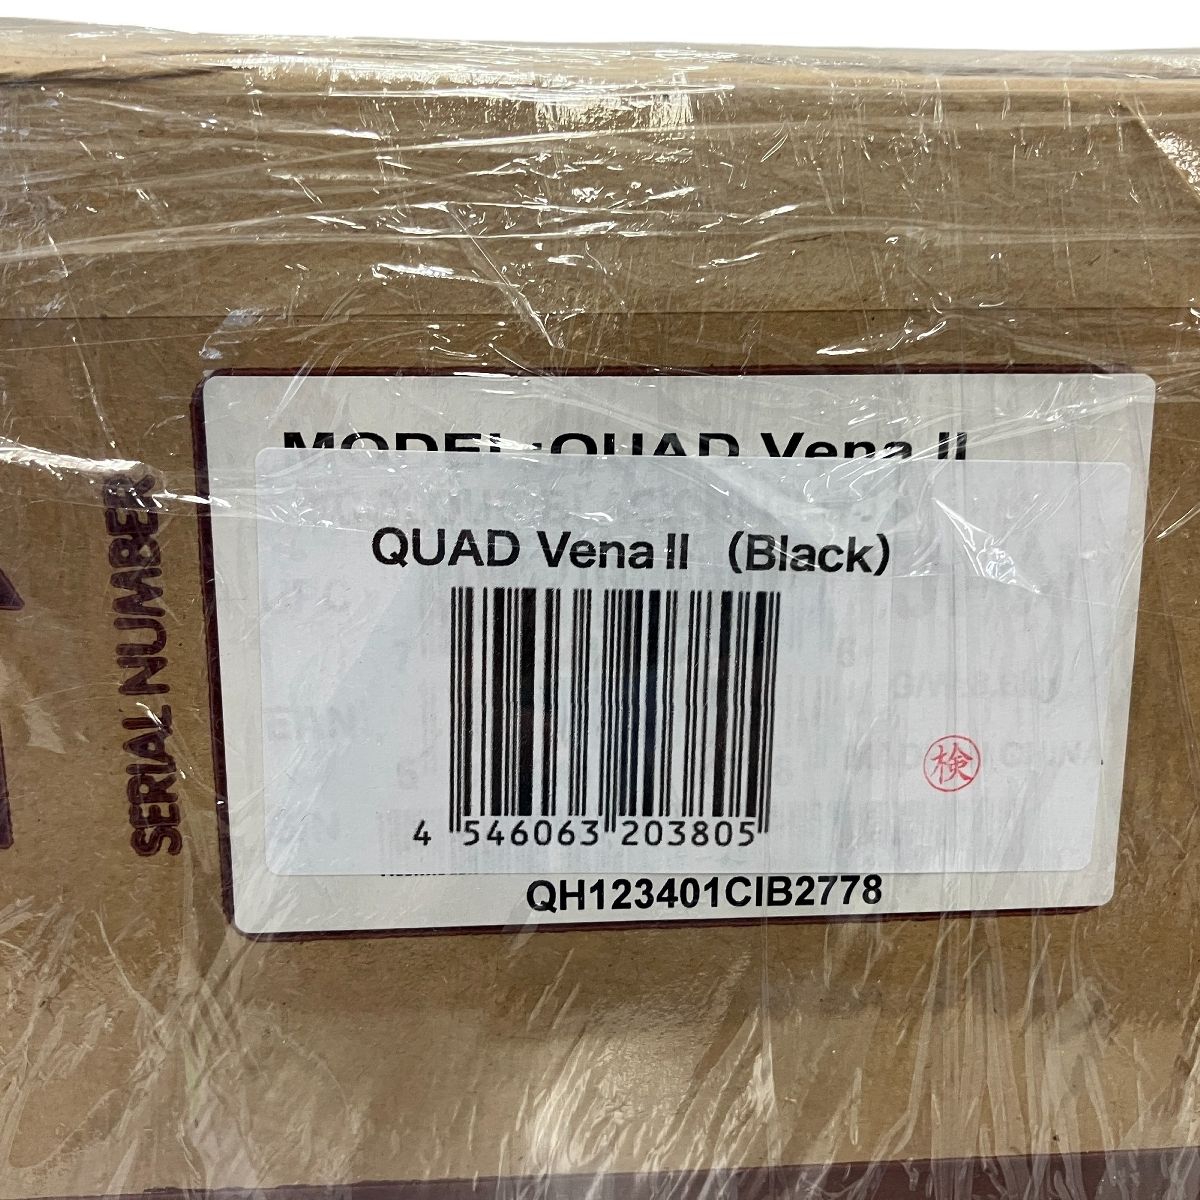 MODEL:QUAD Vena II
QUAD Vena II (Black)
4 546063 203805
検
QH123401CIB2778
SERIAL NUMBER